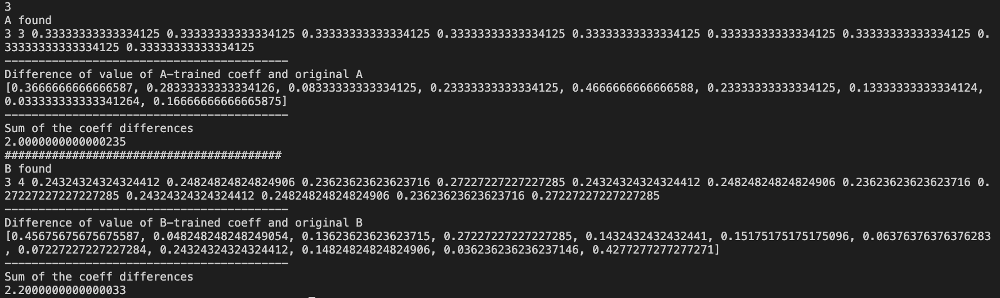 3
A found
3 3 0.33333333333334125 0.33333333333334125 0.33333333333334125 0.33333333333334125 0.33333333333334125 0.33333333333334125 0.33333333333334125 0.
33333333333334125 0.33333333333334125
------------------------------------------
Difference of value of A-trained coeff and original A
[0.3666666666666587, 0.28333333333334126, 0.08333333333334125, 0.23333333333334125, 0.4666666666666588, 0.23333333333334125, 0.13333333333334124,
0.033333333333341264, 0.16666666666665875]
------------------------------------------
Sum of the coeff differences
2.0000000000000235
#########################################
B found
3 4 0.24324324324324412 0.24824824824824906 0.23623623623623716 0.27227227227227285 0.24324324324324412 0.24824824824824906 0.23623623623623716 0.
27227227227227285 0.24324324324324412 0.24824824824824906 0.23623623623623716 0.27227227227227285
------------------------------------------
Difference of value of B-trained coeff and original B
[0.45675675675675587, 0.048248248248249054, 0.13623623623623715, 0.27227227227227285, 0.1432432432432441, 0.15175175175175096, 0.06376376376376283
, 0.07227227227227284, 0.24324324324324412, 0.14824824824824906, 0.036236236236237146, 0.4277277277277271]
------------------------------------------
Sum of the coeff differences
2.2000000000000033